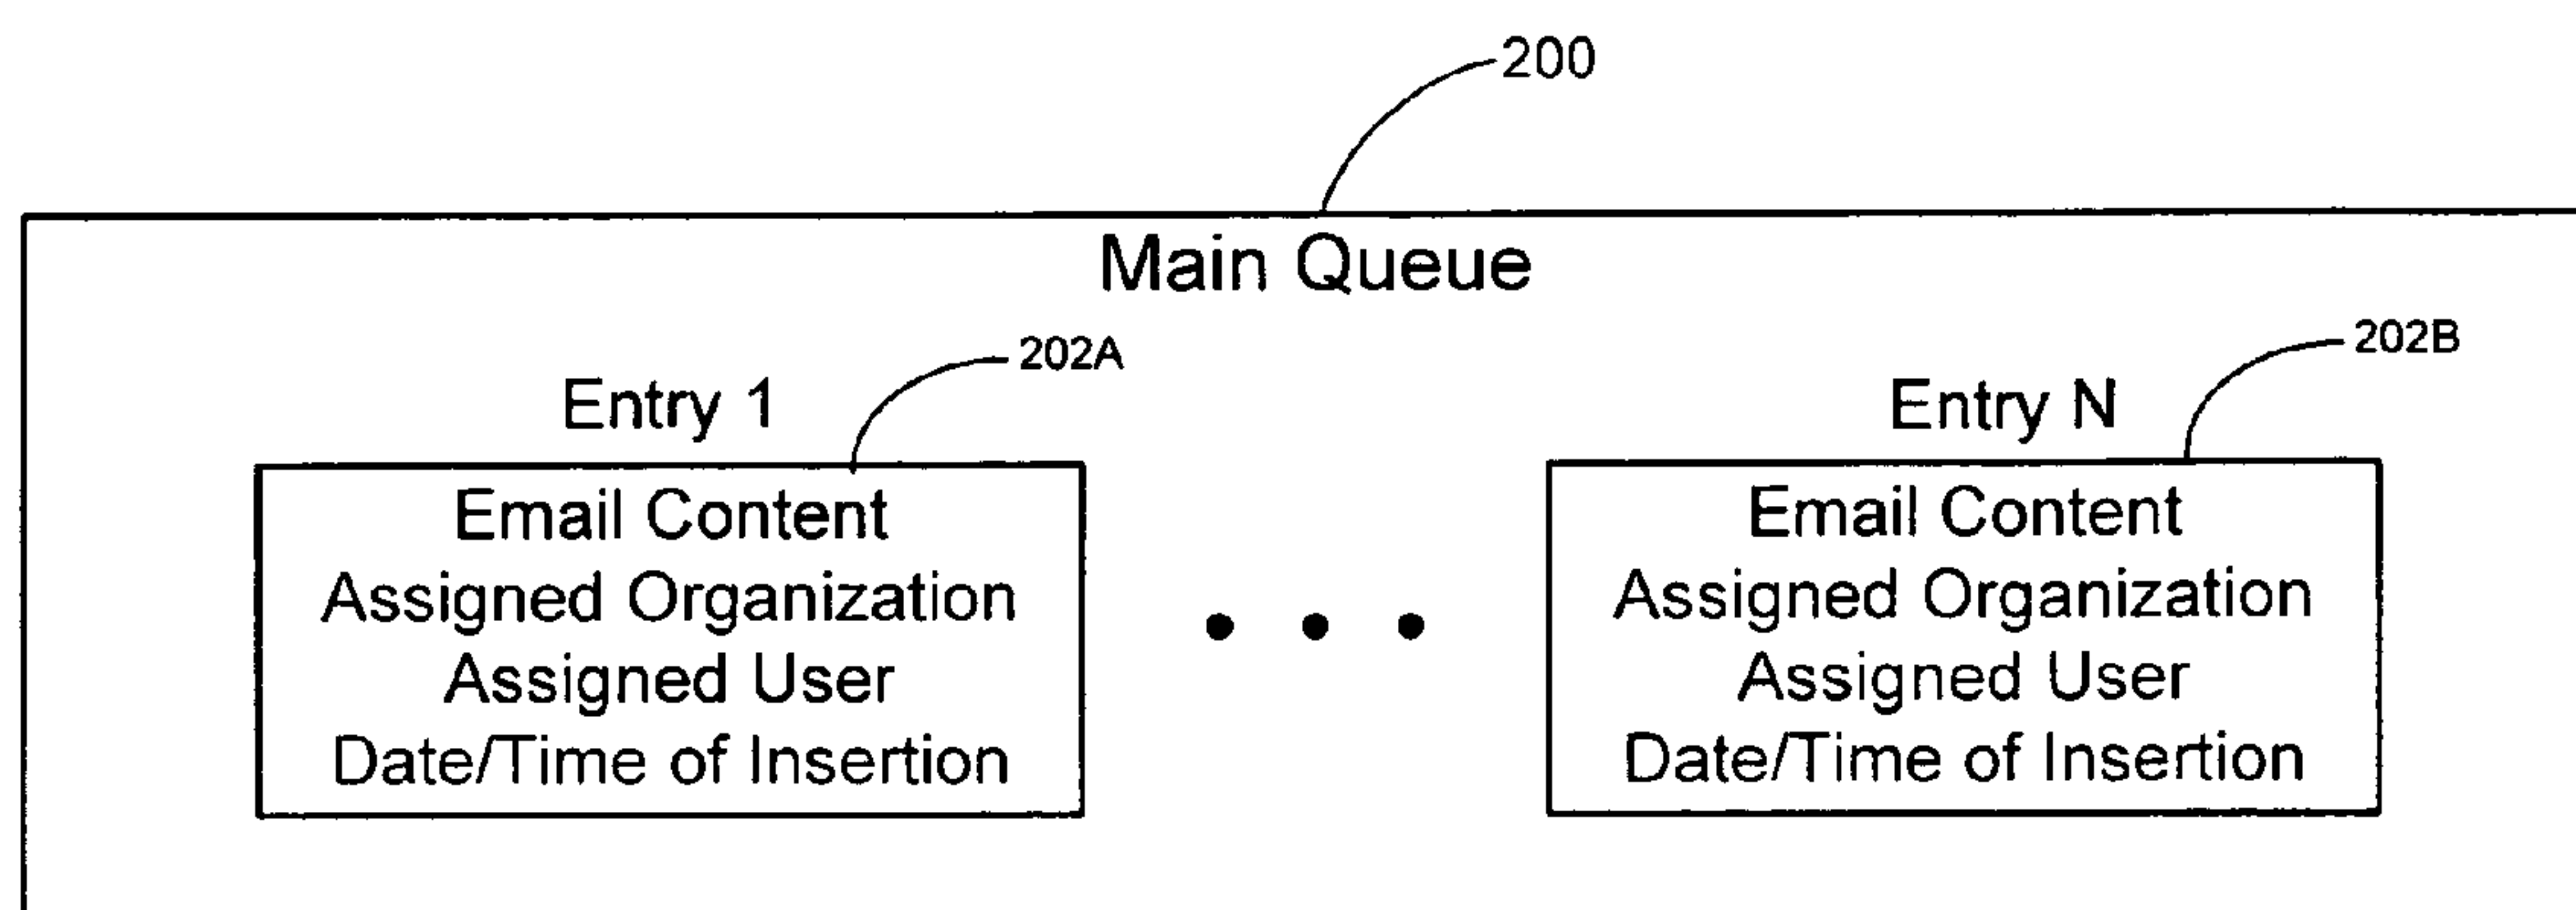 200
Main Queue
202A
202B
Entry 1
Entry N
Email Content
Assigned Organization
Assigned User
Date/Time of Insertion
Email Content
Assigned Organization
Assigned User
Date/Time of Insertion